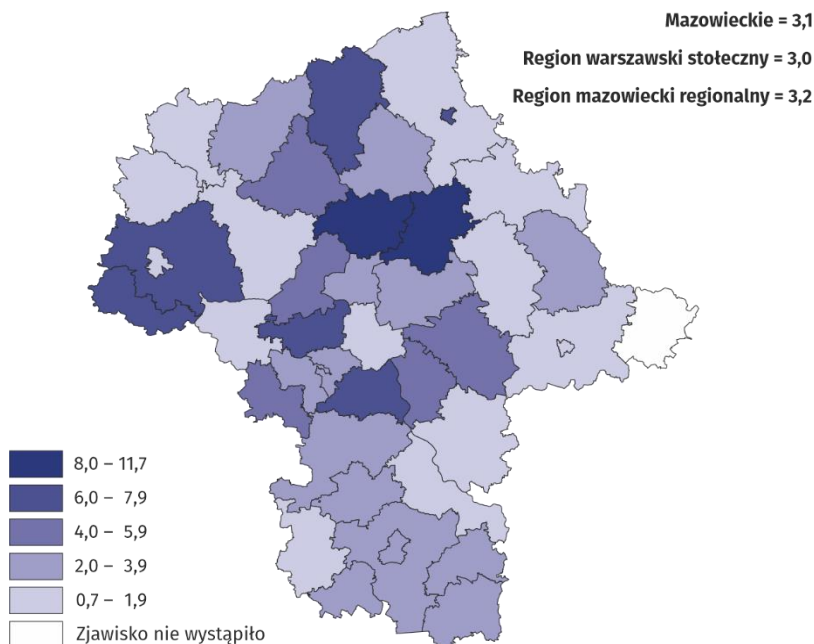 Mazowieckie = 3,1
Region warszawski stołeczny = 3,0
Region mazowiecki regionalny = 3,2
8,0 – 11,7
6,0 – 7,9
4,0 – 5,9
2,0 – 3,9
0,7 – 1,9
Zjawisko nie wystąpiło